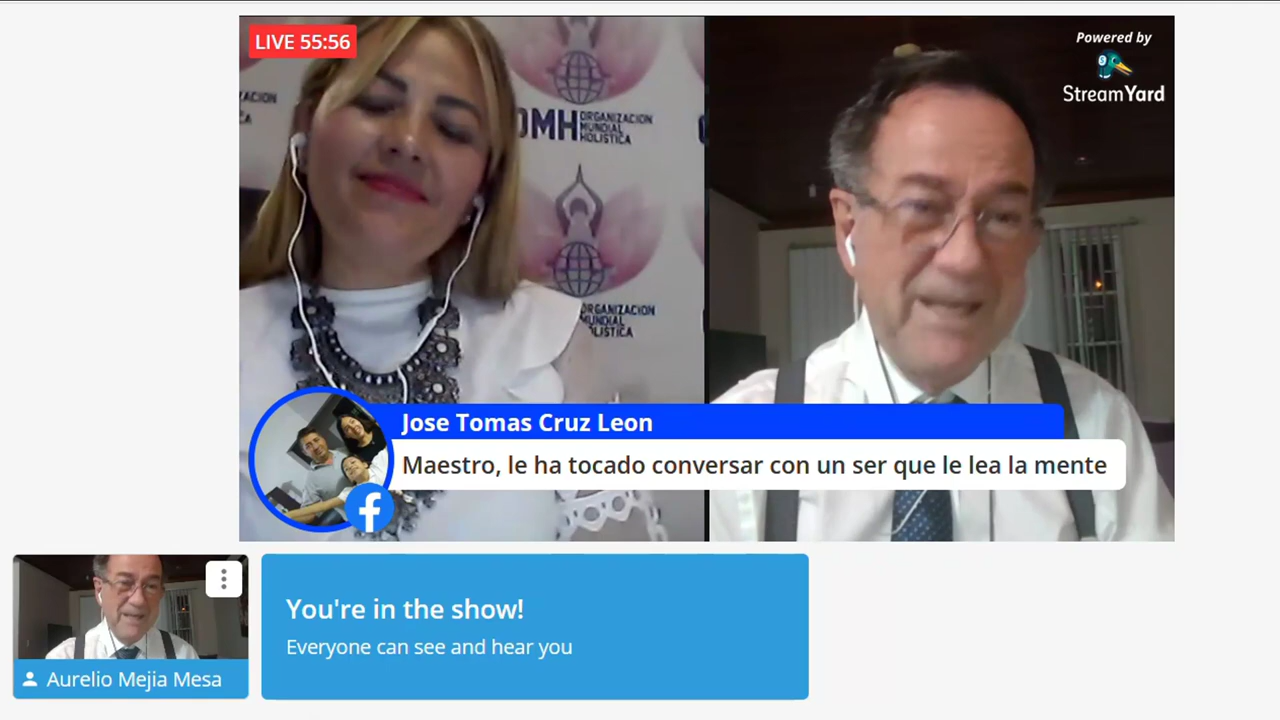 LIVE 55:56
Powered by
StreamYard
ZACION
OMH
ORGANIZACION
MUNDIAL
HOLISTICA
ORGANIZACION
MUNDIAL
Jose Tomas Cruz Leon
Maestro, le ha tocado conversar con un ser que le lea la mente
Aurelio Mejia Mesa
You're in the show!
Everyone can see and hear you